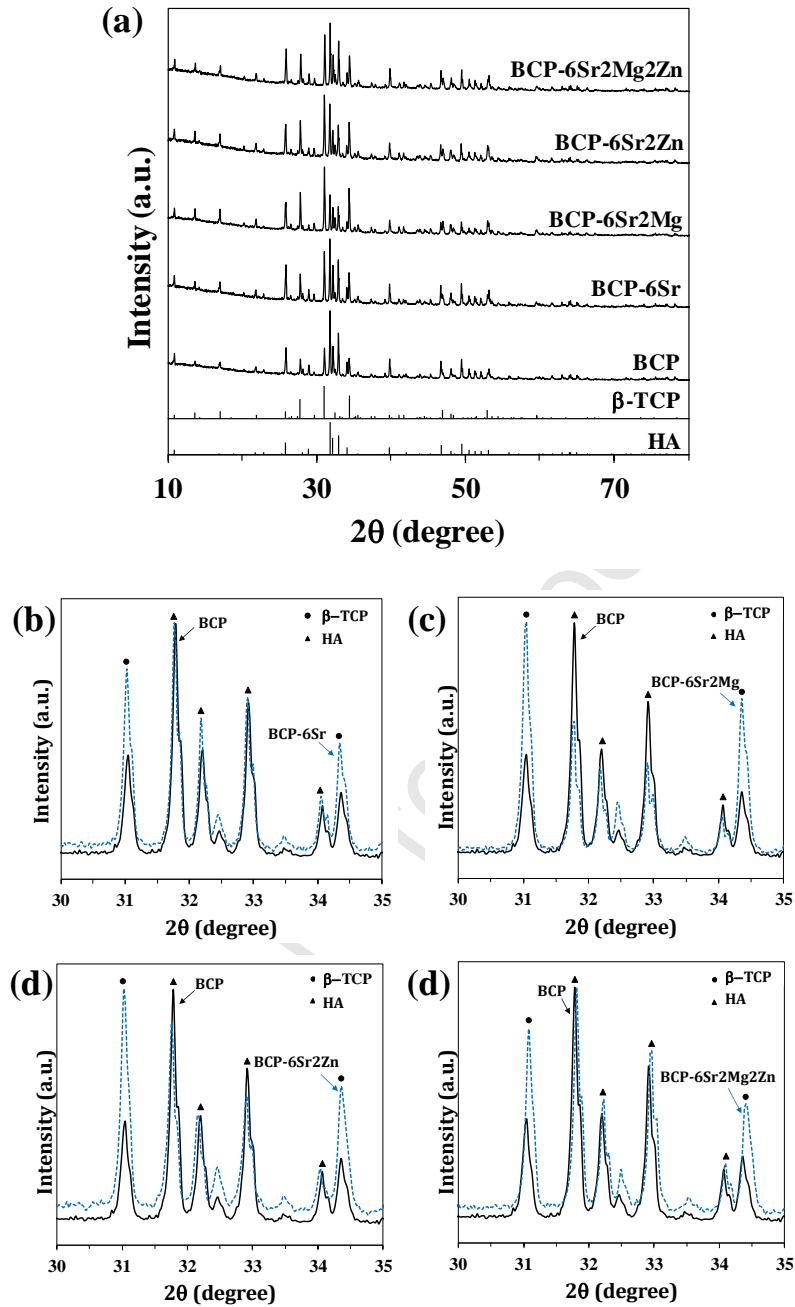 (a)
BCP-6Sr2Mg2Zn
BCP-6Sr2Zn
BCP-6Sr2Mg
BCP-6Sr
BCP
β-TCP
HA
Intensity (a.u.)
10 30 50 70
2θ (degree)
(b)
BCP
● β–TCP
▲ HA
BCP-6Sr
Intensity (a.u.)
30 31 32 33 34 35
2θ (degree)
(c)
BCP
● β–TCP
▲ HA
BCP-6Sr2Mg
Intensity (a.u.)
30 31 32 33 34 35
2θ (degree)
(d)
BCP
● β–TCP
▲ HA
BCP-6Sr2Zn
Intensity (a.u.)
30 31 32 33 34 35
2θ (degree)
(d)
BCP
● β–TCP
▲ HA
BCP-6Sr2Mg2Zn
Intensity (a.u.)
30 31 32 33 34 35
2θ (degree)